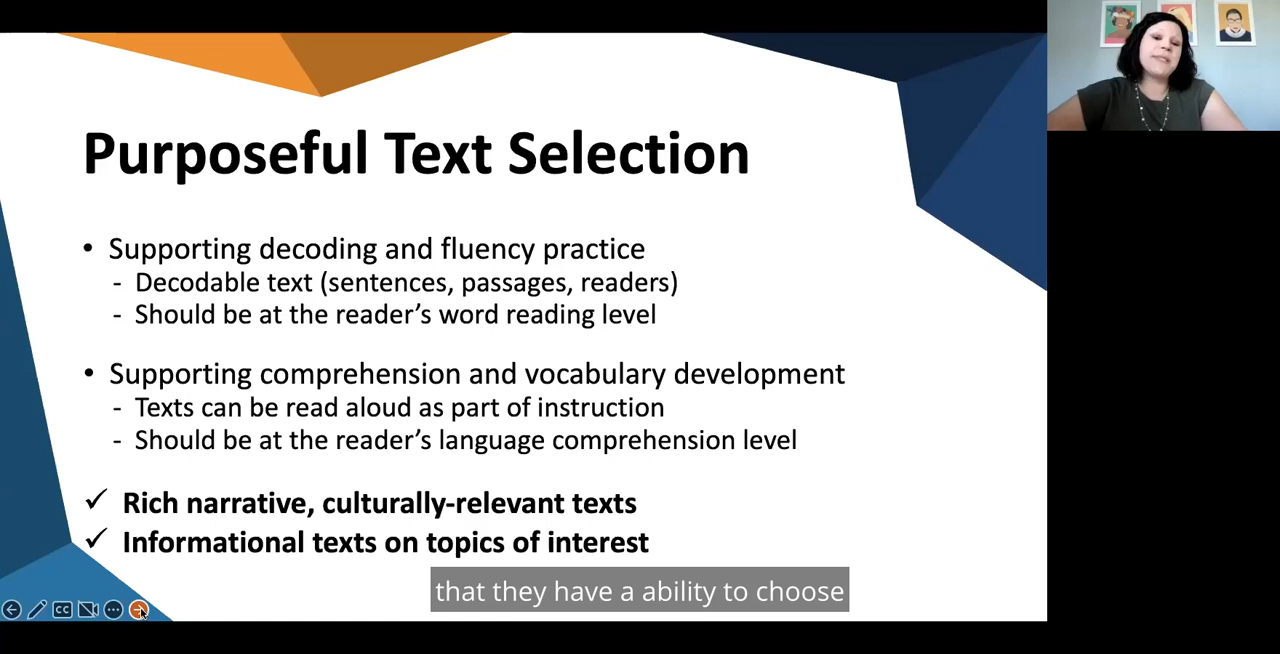 Purposeful Text Selection
• Supporting decoding and fluency practice
- Decodable text (sentences, passages, readers)
- Should be at the reader's word reading level
• Supporting comprehension and vocabulary development
- Texts can be read aloud as part of instruction
- Should be at the reader's language comprehension level
✓ Rich narrative, culturally-relevant texts
✓ Informational texts on topics of interest
that they have a ability to choose
CC